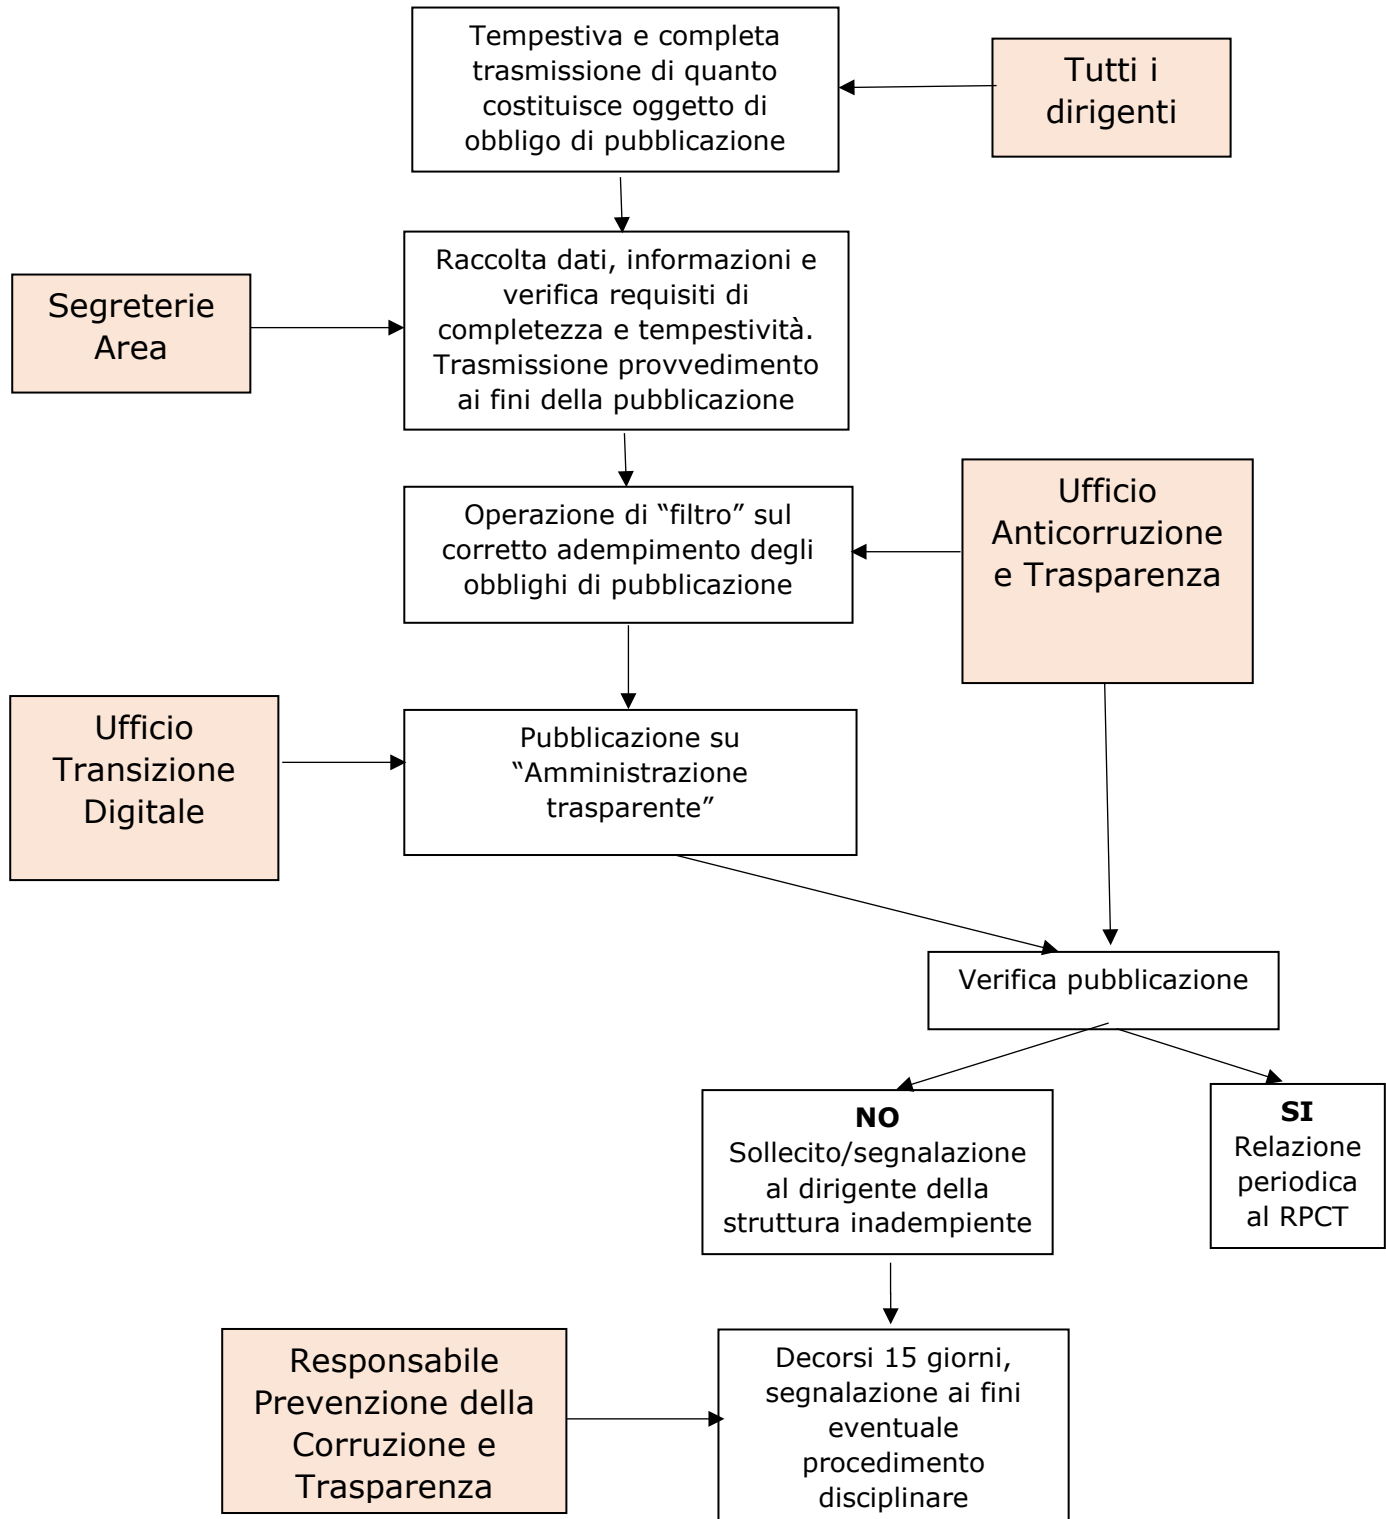 Tempestiva e completa
trasmissione di quanto
costituisce oggetto di
obbligo di pubblicazione
Tutti i
dirigenti
Raccolta dati, informazioni e
verifica requisiti di
completezza e tempestività.
Trasmissione provvedimento
ai fini della pubblicazione
Segreterie
Area
Operazione di “filtro” sul
corretto adempimento degli
obblighi di pubblicazione
Ufficio
Anticorruzione
e Trasparenza
Ufficio
Transizione
Digitale
Pubblicazione su
“Amministrazione
trasparente”
Verifica pubblicazione
NO
Sollecito/segnalazione
al dirigente della
struttura inadempiente
SI
Relazione
periodica
al RPCT
Responsabile
Prevenzione della
Corruzione e
Trasparenza
Decorsi 15 giorni,
segnalazione ai fini
eventuale
procedimento
disciplinare